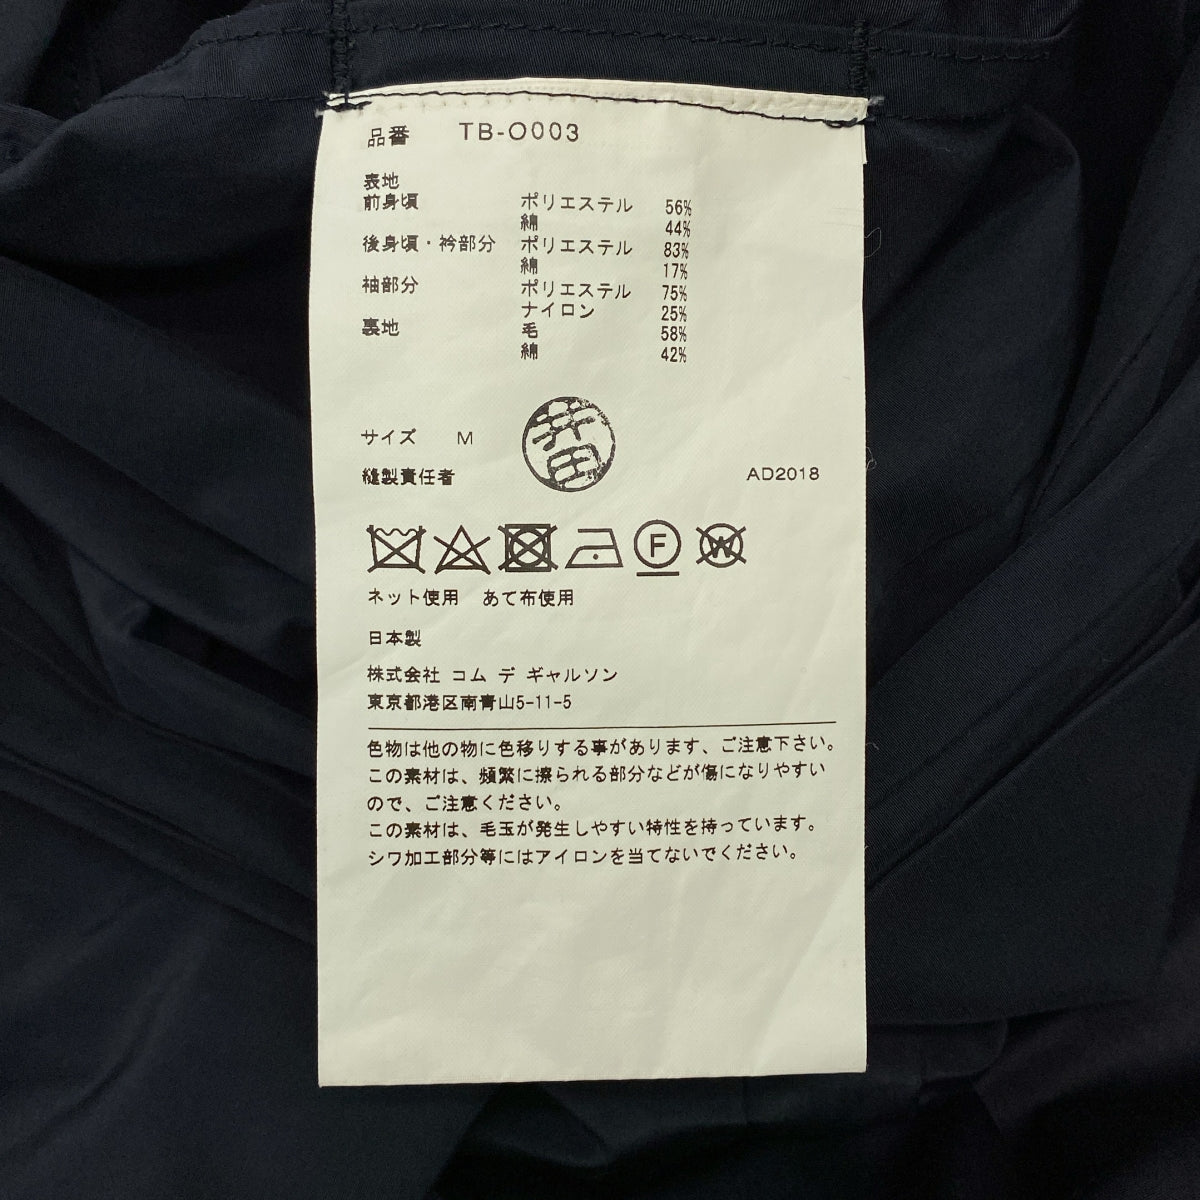 品番 TB-O003
表地
前身頃 ポリエステル 56%
綿 44%
後身頃・衿部分 ポリエステル 83%
綿 17%
袖部分 ポリエステル 75%
ナイロン 25%
裏地 毛 58%
綿 42%
サイズ M
井田
縫製責任者 AD2018
F W
ネット使用 あて布使用
日本製
株式会社 コム デ ギャルソン
東京都港区南青山5-11-5
色物は他の物に色移りする事があります、ご注意下さい。
この素材は、頻繁に擦られる部分などが傷になりやすい
ので、ご注意ください。
この素材は、毛玉が発生しやすい特性を持っています。
シワ加工部分等にはアイロンを当てないでください。